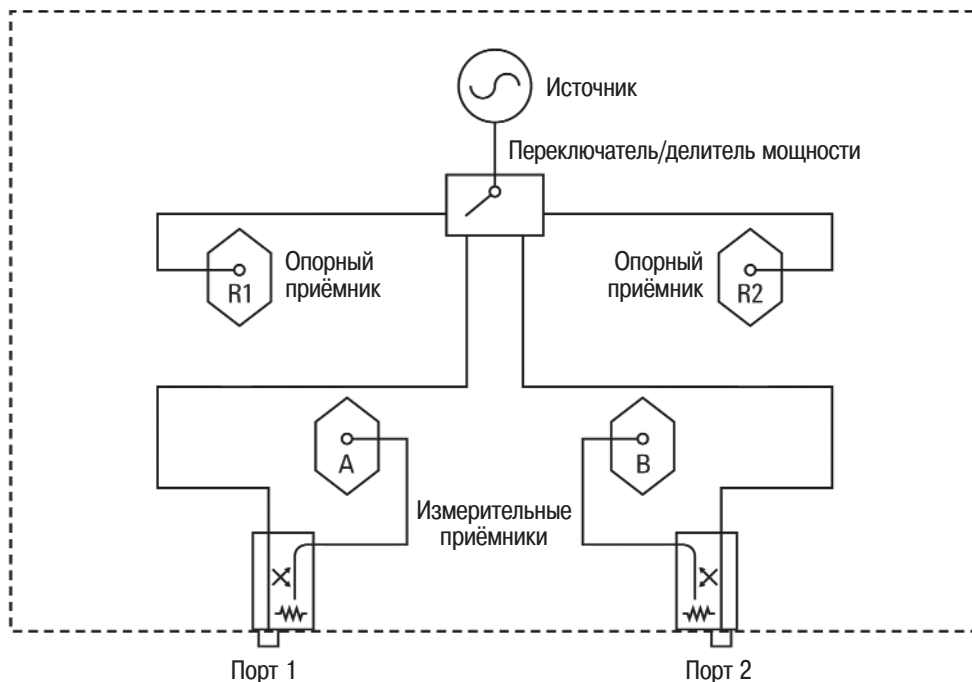 Источник
Переключатель/делитель мощности
Опорный
приёмник
R1
Опорный
приёмник
R2
A
B
Измерительные
приёмники
Порт 1
Порт 2